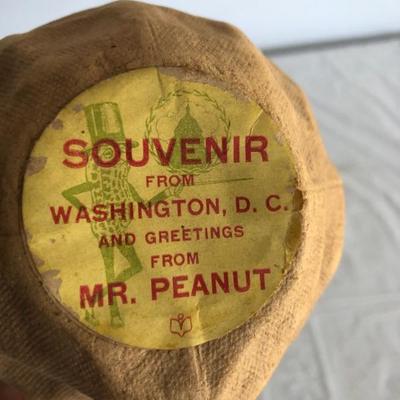 SOUVENIR
FROM
WASHINGTON, D. C.
AND GREETINGS
FROM
MR. PEANUT